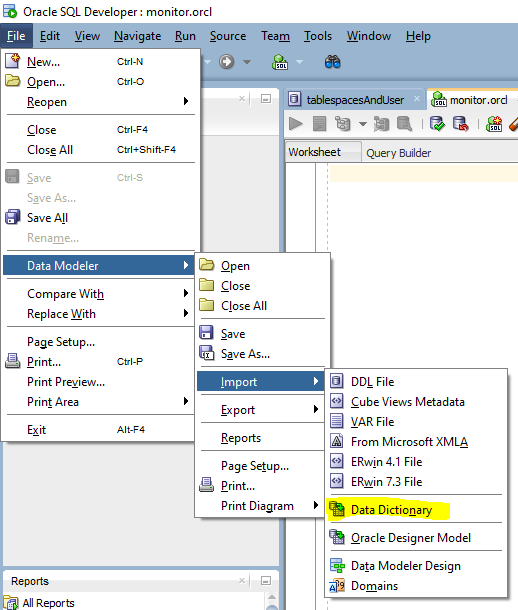 Oracle SQL Developer : monitor.orcl
File Edit View Navigate Run Source Team Tools Window Help
New... Ctrl-N
Open... Ctrl-O
Reopen
Close Ctrl-F4
Close All Ctrl+Shift-F4
Save Ctrl-S
Save As...
Save All
Rename...
Data Modeler
Compare With
Replace With
Page Setup...
Print... Ctrl-P
Print Preview...
Print Area
Exit Alt-F4
Open
Close
Close All
Save
Save As...
Import
Export
Reports
Page Setup...
Print...
Print Diagram
DDL File
Cube Views Metadata
VAR File
From Microsoft XMLA
ERwin 4.1 File
ERwin 7.3 File
Data Dictionary
Oracle Designer Model
Data Modeler Design
Domains
tablespacesAndUser monitor.orcl
SQL
Worksheet Query Builder
Reports
All Reports